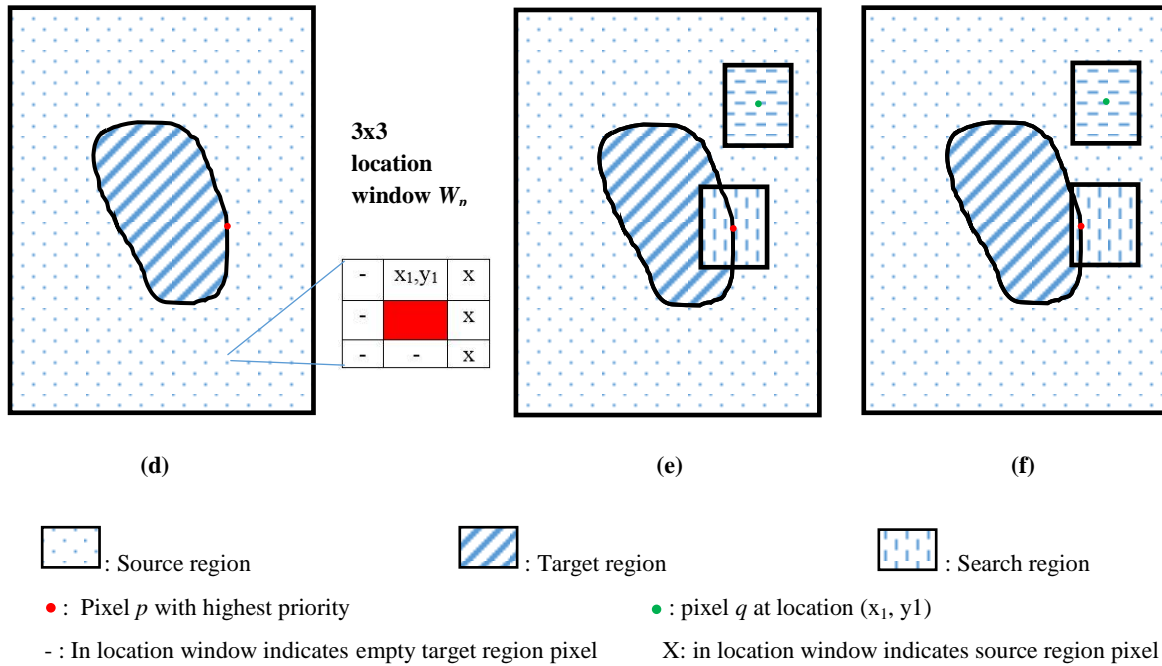 3x3
location
window Wₙ
- x₁,y₁ x
- x
- - x
(d) (e) (f)
: Source region : Target region : Search region
: Pixel p with highest priority : pixel q at location (x₁, y1)
- : In location window indicates empty target region pixel X: in location window indicates source region pixel